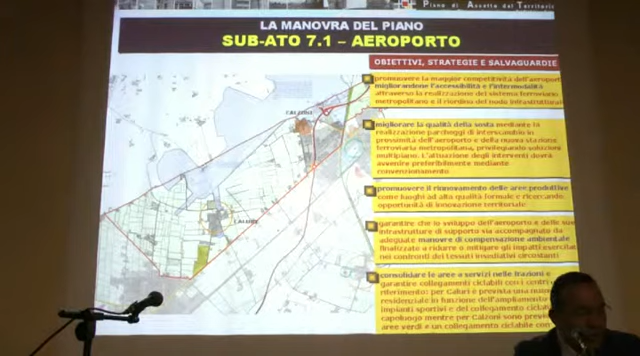 Piano di Assetto del Territorio
LA MANOVRA DEL PIANO
SUB-ATO 7.1 – AEROPORTO
OBIETTIVI, STRATEGIE E SALVAGUARDIE
promuovere la maggior competitività dell'aeroport
migliorandone l'accessibilità e l'intermodalità
attraverso la realizzazione del sistema ferroviario
metropolitano e il riordino del nodo infrastrutturale
migliorare la qualità della sosta mediante la
realizzazione parcheggi di interscambio in
prossimità dell'aeroporto e della nuova stazione
ferroviaria metropolitana, privilegiando soluzioni
multipiano. L'attuazione degli interventi dovrà
avvenire preferibilmente mediante
convenzionamento
promuovere il rinnovamento delle aree produttive
come luoghi ad alta qualità formale e ricercando
opportunità di innovazione territoriale
garantire che lo sviluppo dell'aeroporto e delle sue
infrastrutture di supporto sia accompagnato da
adeguate manovre di compensazione ambientale
finalizzate a ridurre o mitigare gli impatti esercitat
nei confronti dei tessuti insediativi circostanti
consolidare le aree a servizi nelle frazioni e
garantire collegamenti ciclabili con i centri
riferimento: per Caluri è prevista una
residenziale in funzione dell'ampliamento
impianti sportivi e del collegamento ciclab
capoluogo mentre per Calzoni sono previs
aree verdi e un collegamento ciclabile con
CALZONI
CALURI